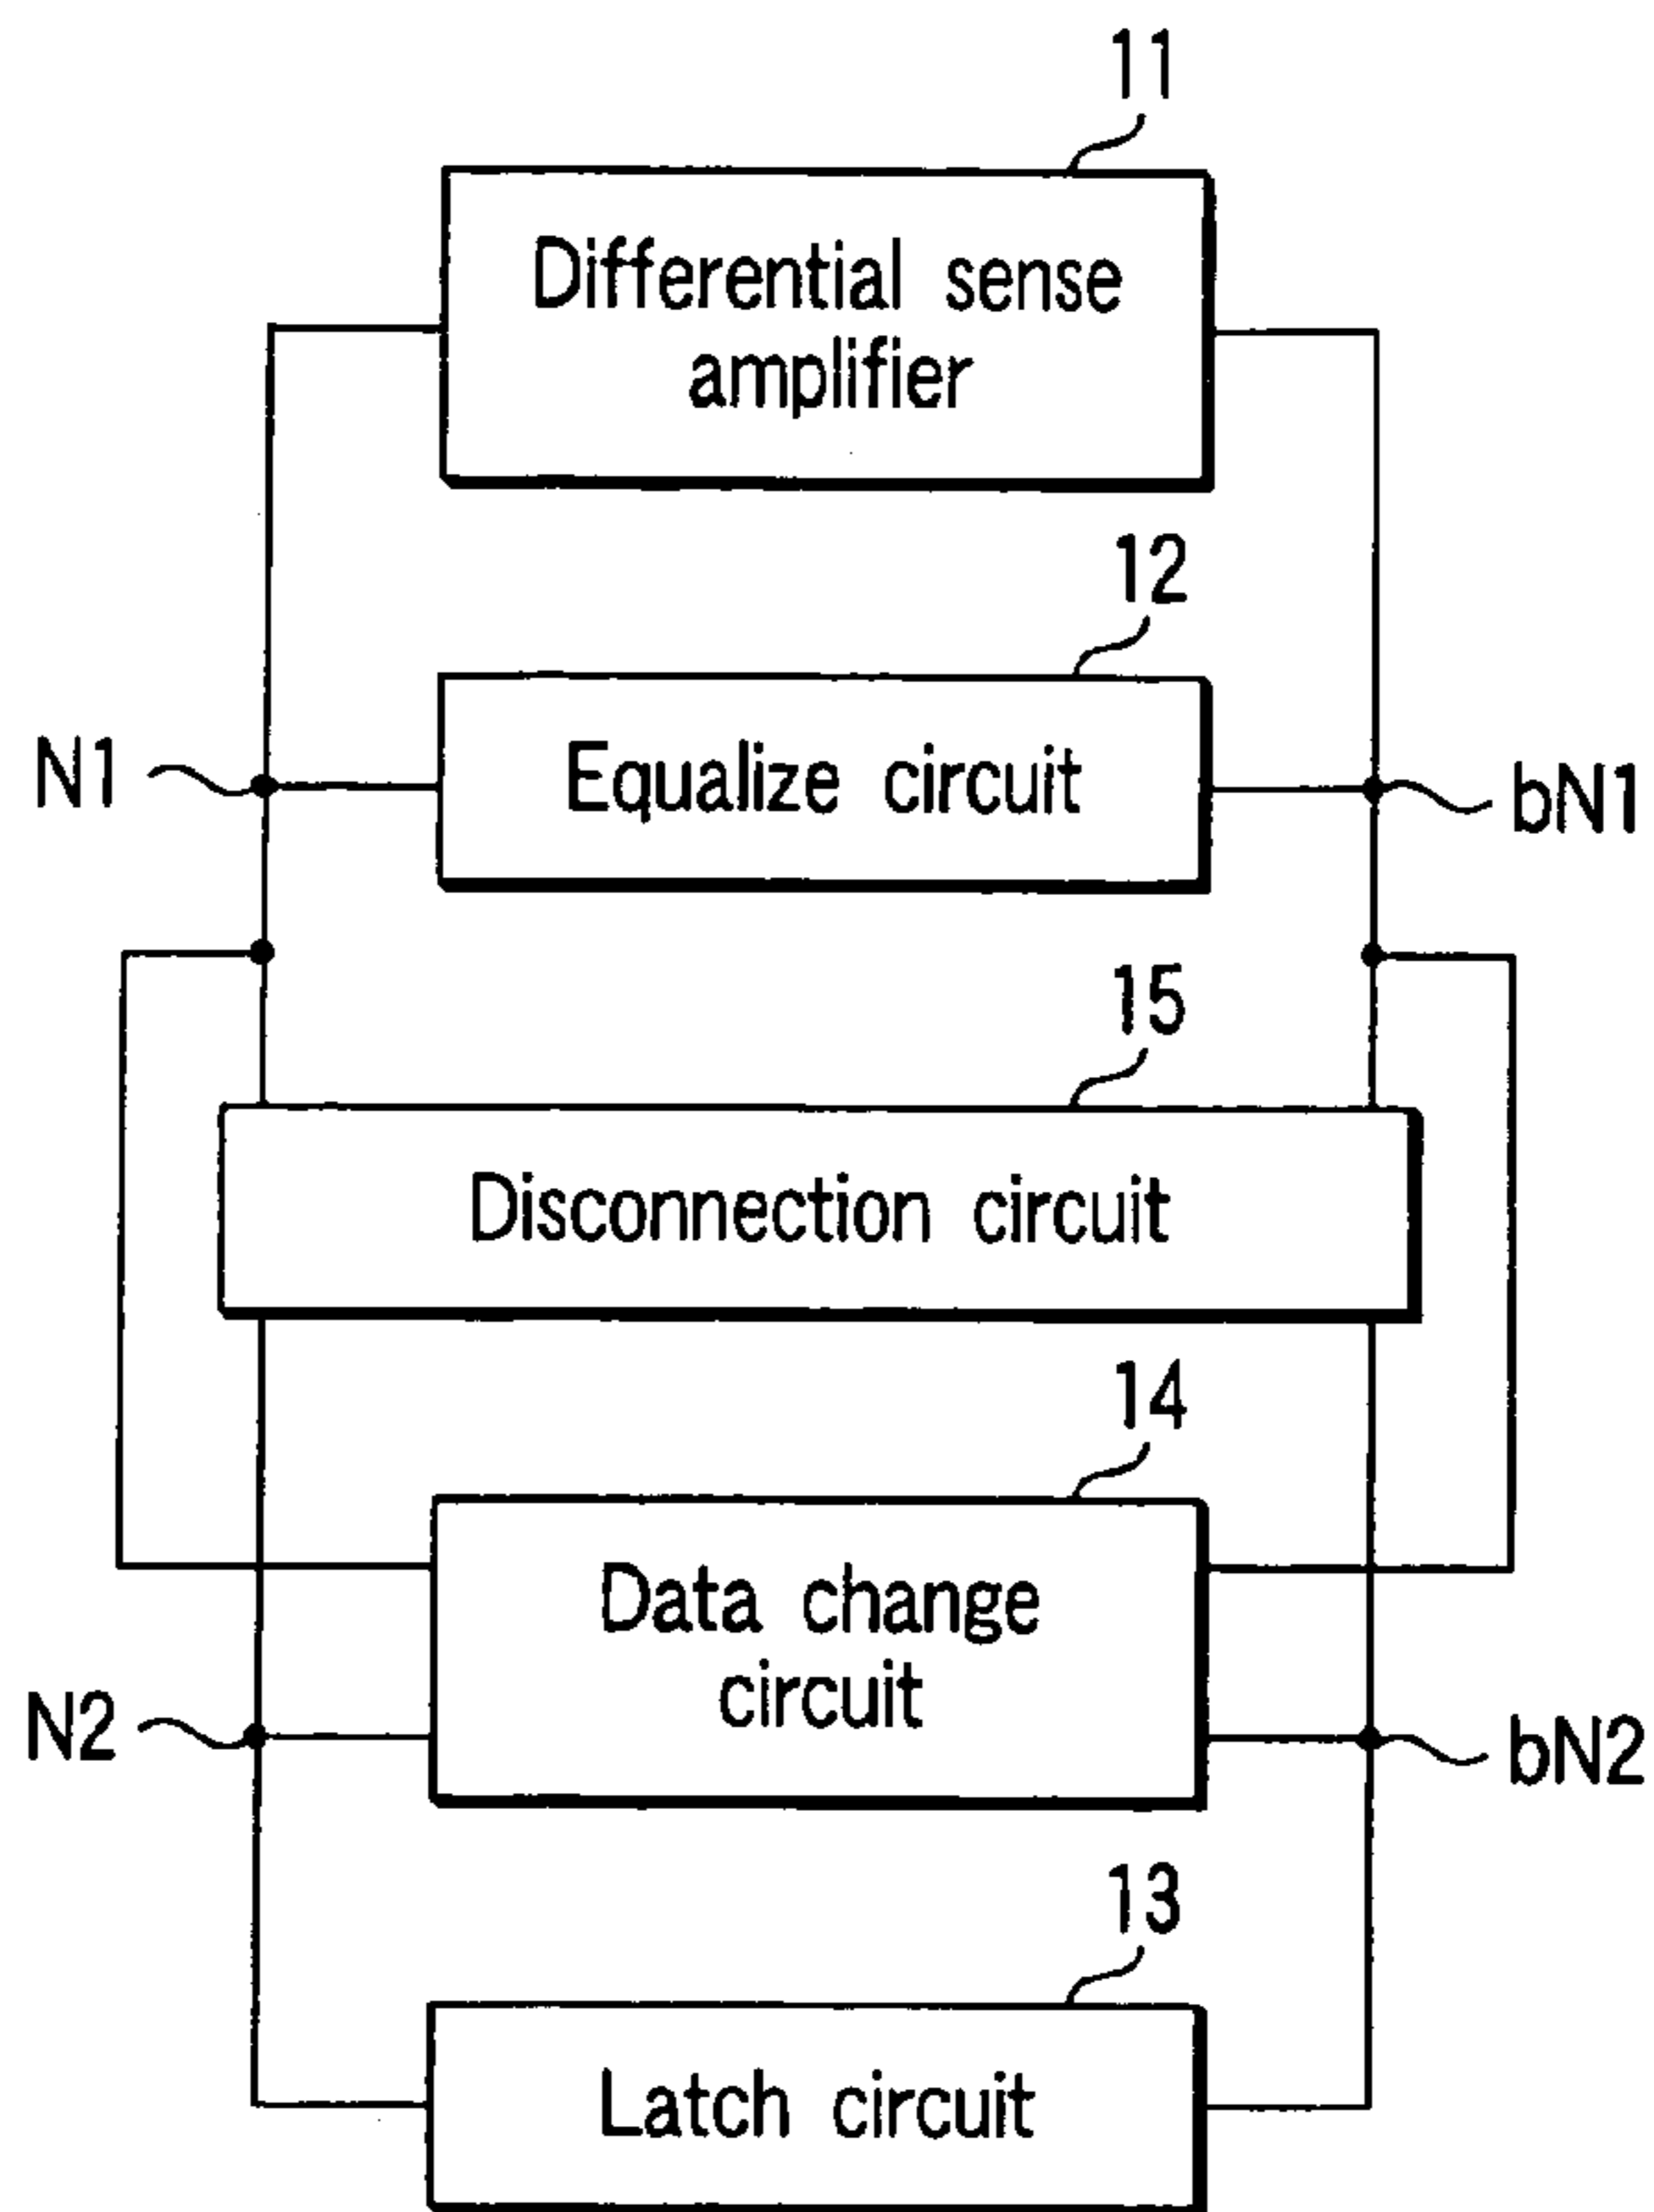 11
Differential sense
amplifier
12
N1
Equalize circuit
bN1
15
Disconnection circuit
14
Data change
circuit
N2
bN2
13
Latch circuit